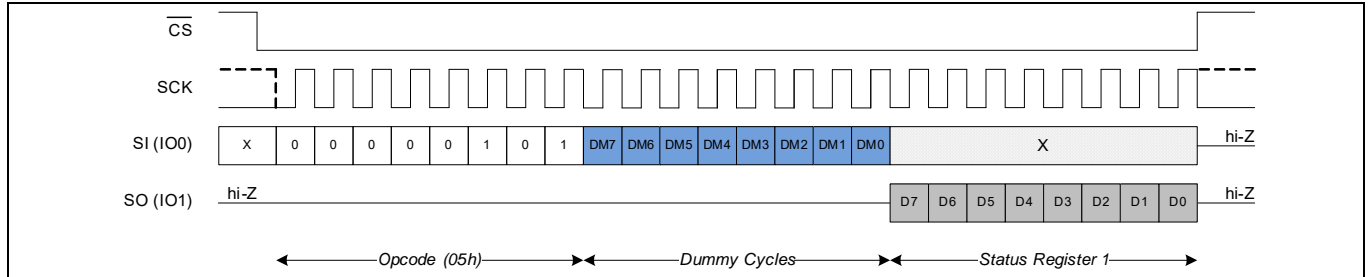 CS
SCK
SI (IO0) X 0 0 0 0 0 1 0 1 DM7 DM6 DM5 DM4 DM3 DM2 DM1 DM0 X hi-Z
SO (IO1) hi-Z D7 D6 D5 D4 D3 D2 D1 D0 hi-Z
Opcode (05h) Dummy Cycles Status Register 1